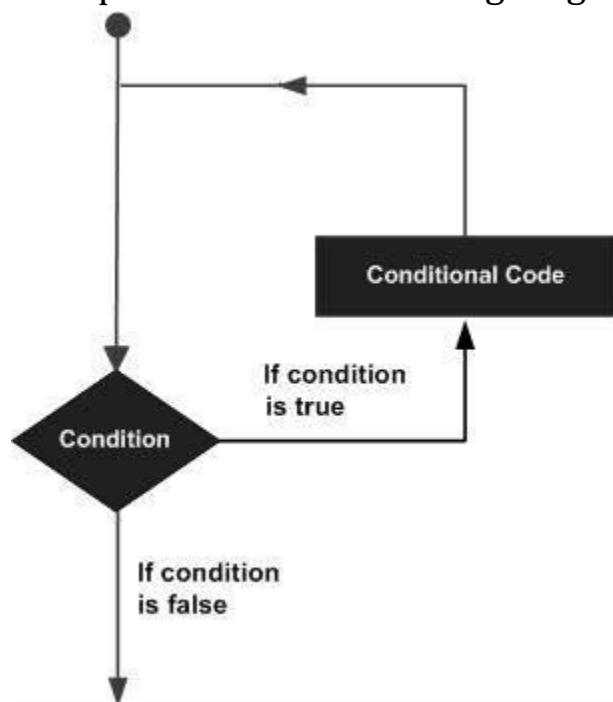 Conditional Code
If condition
is true
Condition
If condition
is false